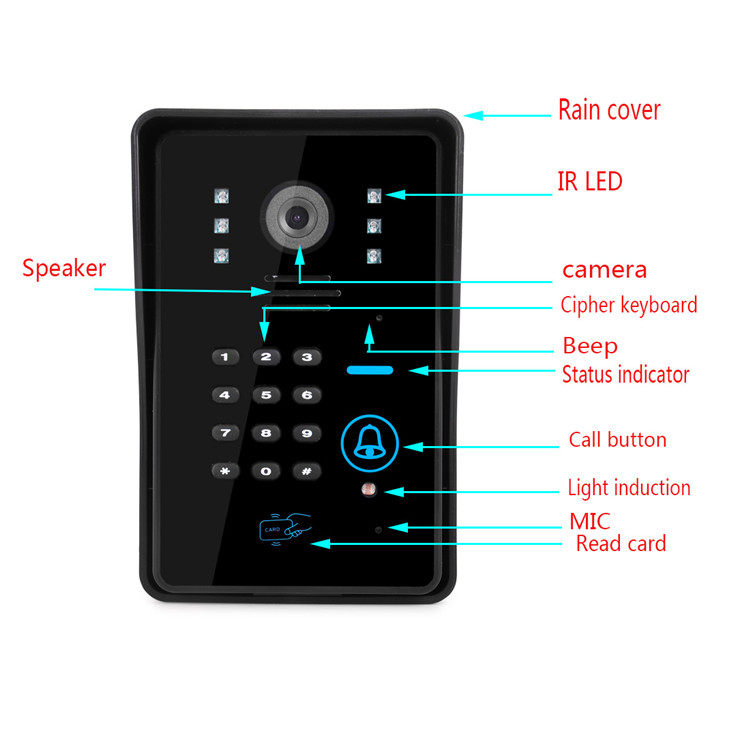 Rain cover
IR LED
Speaker
camera
Cipher keyboard
Beep
Status indicator
1 2 3
4 5 6
7 8 9
* 0 #
Call button
Light induction
MIC
CARD
Read card